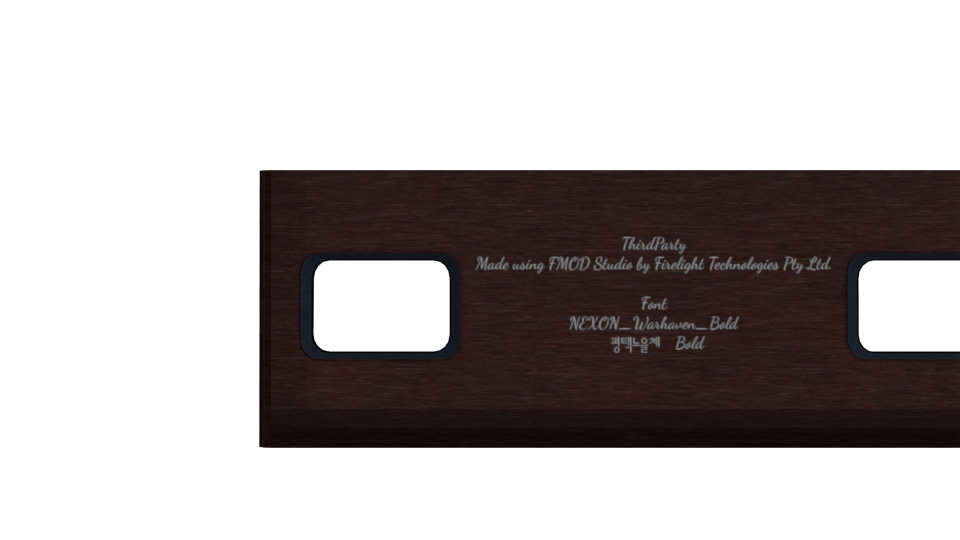 ThirdParty
Made using FMOD Studio by Firelight Technologies Pty Ltd.
Font
NEXON_Warhaven_Bold
평택노을체 Bold